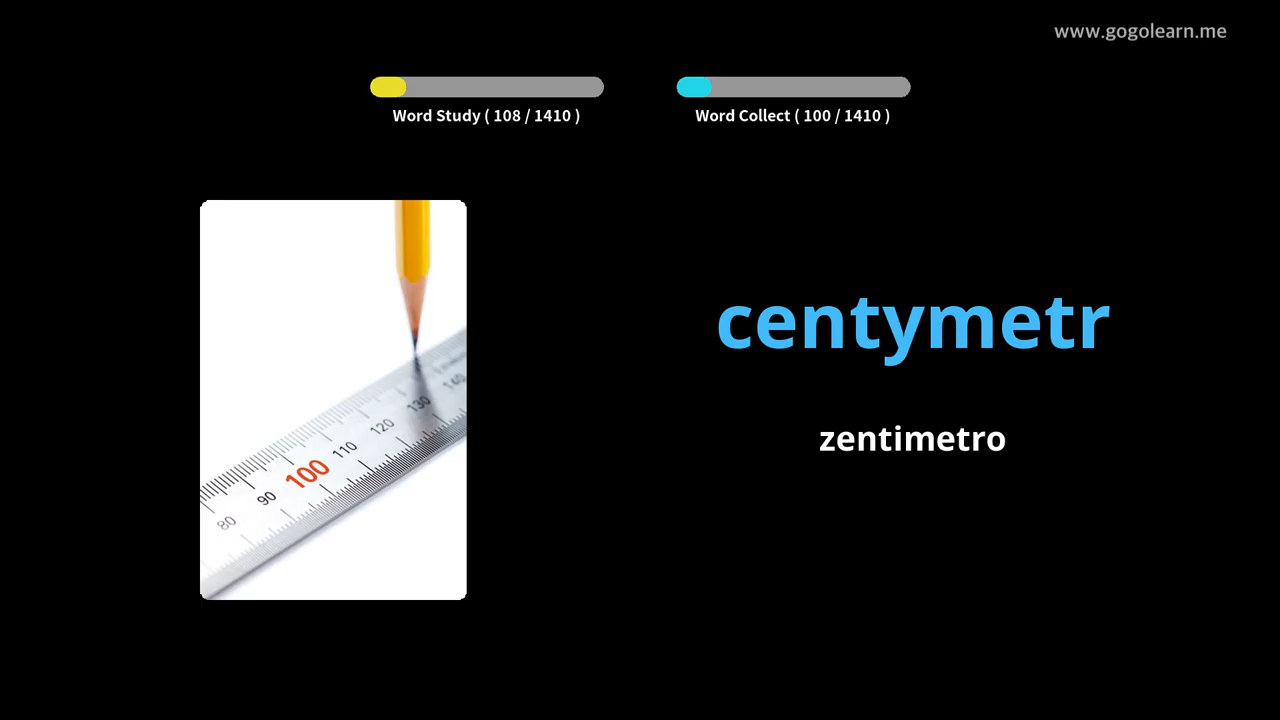 www.gogolearn.me
Word Study ( 108 / 1410 )
Word Collect ( 100 / 1410 )
centymetr
zentimetro
80
90
100
110
120
130
140